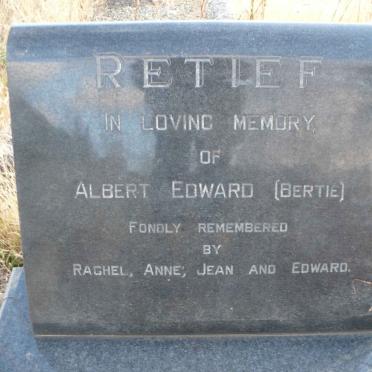 RETIEF
IN LOVING MEMORY
OF
ALBERT EDWARD (BERTIE)
FONDLY REMEMBERED
BY
RACHEL, ANNE, JEAN AND EDWARD.